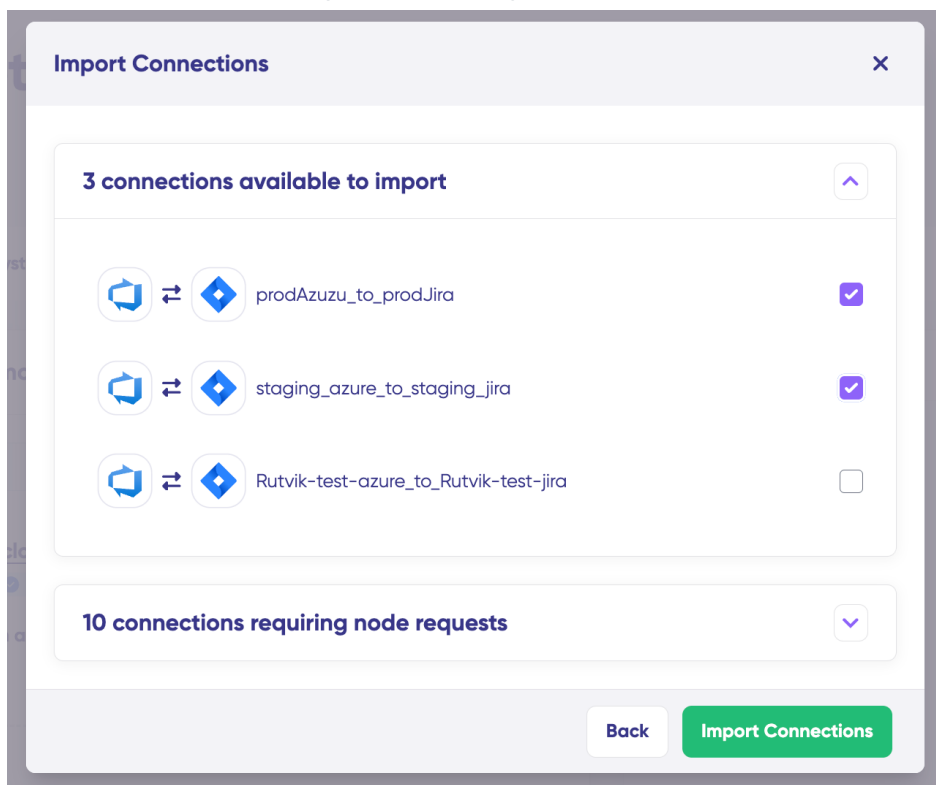 Import Connections
3 connections available to import
prodAzuzu_to_prodJira
staging_azure_to_staging_jira
Rutvik-test-azure_to_Rutvik-test-jira
10 connections requiring node requests
Back
Import Connections